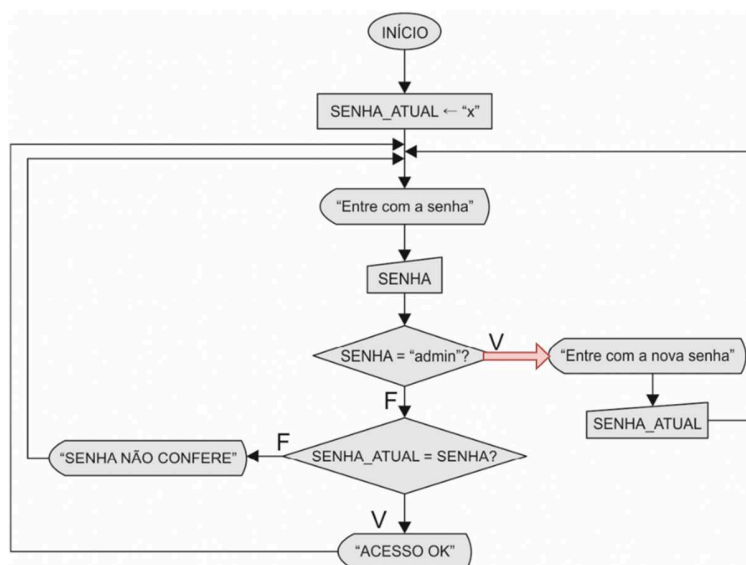 INÍCIO
SENHA_ATUAL ← “x”
“Entre com a senha”
SENHA
SENHA = “admin”?
V
“Entre com a nova senha”
F
SENHA_ATUAL
F
“SENHA NÃO CONFERE”
SENHA_ATUAL = SENHA?
V
“ACESSO OK”